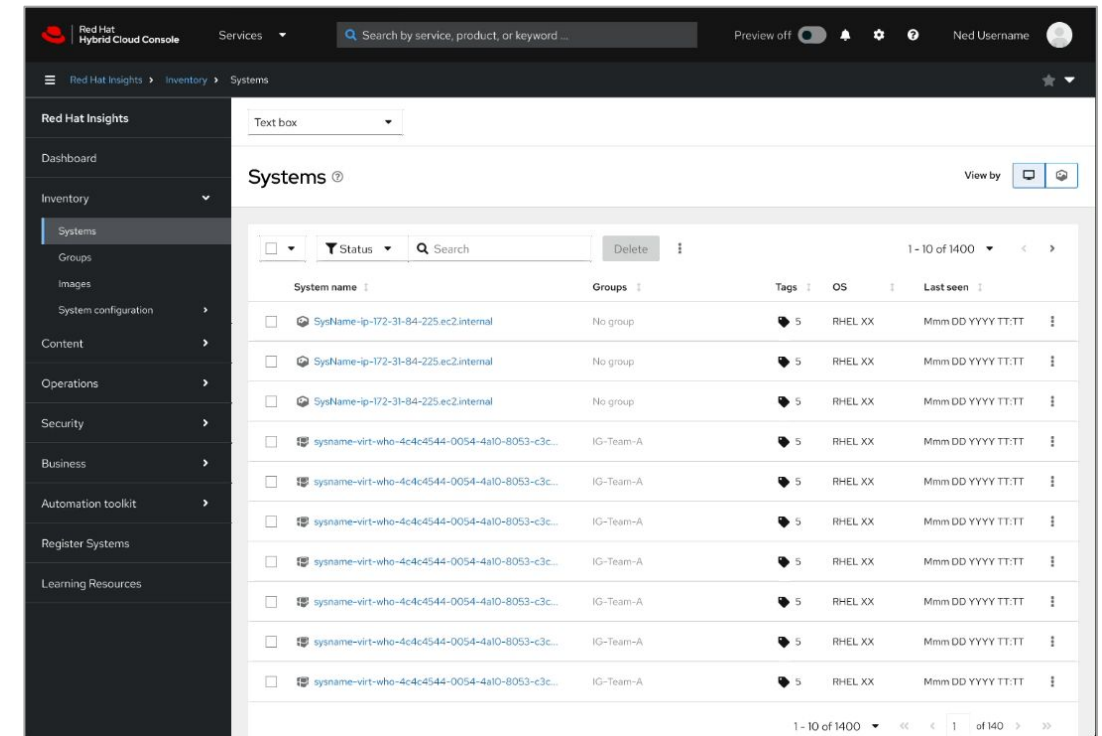 Red Hat
Hybrid Cloud Console
Services
Search by service, product, or keyword ...
Preview off
Ned Username
Red Hat Insights > Inventory > Systems
Red Hat Insights
Dashboard
Inventory
Systems
Groups
Images
System configuration
Content
Operations
Security
Business
Automation toolkit
Register Systems
Learning Resources
Text box
Systems
View by
Status
Search
Delete
1 - 10 of 1400
System name Groups Tags OS Last seen
SysName-ip-172-31-84-225.ec2.internal No group 5 RHEL XX Mmm DD YYYY TT:TT
SysName-ip-172-31-84-225.ec2.internal No group 5 RHEL XX Mmm DD YYYY TT:TT
SysName-ip-172-31-84-225.ec2.internal No group 5 RHEL XX Mmm DD YYYY TT:TT
sysname-virt-who-4c4c4544-0054-4a10-8053-c3c... IG-Team-A 5 RHEL XX Mmm DD YYYY TT:TT
sysname-virt-who-4c4c4544-0054-4a10-8053-c3c... IG-Team-A 5 RHEL XX Mmm DD YYYY TT:TT
sysname-virt-who-4c4c4544-0054-4a10-8053-c3c... IG-Team-A 5 RHEL XX Mmm DD YYYY TT:TT
sysname-virt-who-4c4c4544-0054-4a10-8053-c3c... IG-Team-A 5 RHEL XX Mmm DD YYYY TT:TT
sysname-virt-who-4c4c4544-0054-4a10-8053-c3c... IG-Team-A 5 RHEL XX Mmm DD YYYY TT:TT
sysname-virt-who-4c4c4544-0054-4a10-8053-c3c... IG-Team-A 5 RHEL XX Mmm DD YYYY TT:TT
sysname-virt-who-4c4c4544-0054-4a10-8053-c3c... IG-Team-A 5 RHEL XX Mmm DD YYYY TT:TT
1 - 10 of 1400 1 of 140